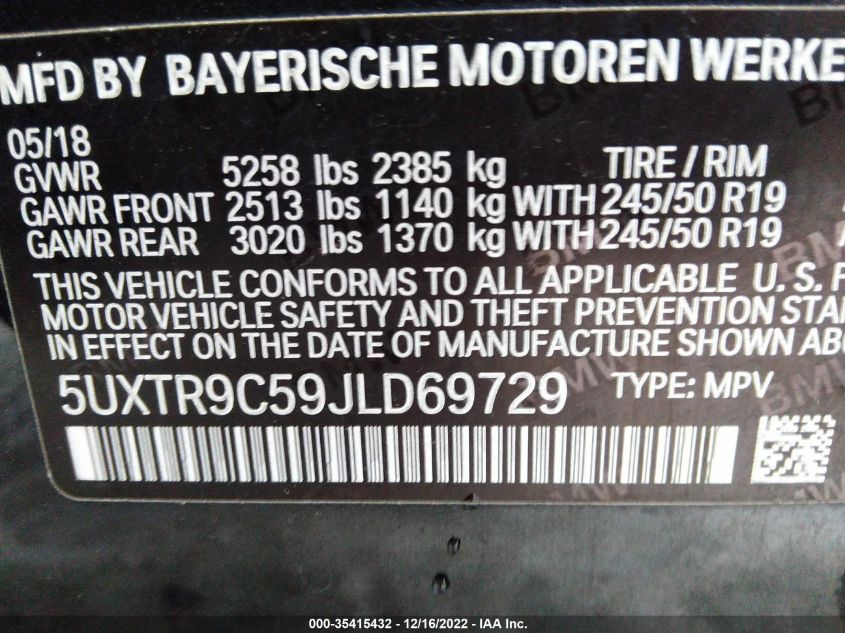 MFD BY BAYERISCHE MOTOREN WERKE
05/18
GVWR 5258 lbs 2385 kg TIRE / RIM
GAWR FRONT 2513 lbs 1140 kg WITH 245/50 R19
GAWR REAR 3020 lbs 1370 kg WITH 245/50 R19
THIS VEHICLE CONFORMS TO ALL APPLICABLE U. S. F
MOTOR VEHICLE SAFETY AND THEFT PREVENTION STA
IN EFFECT ON THE DATE OF MANUFACTURE SHOWN ABO
5UXTR9C59JLD69729 TYPE: MPV
000-35415432 - 12/16/2022 - IAA Inc.